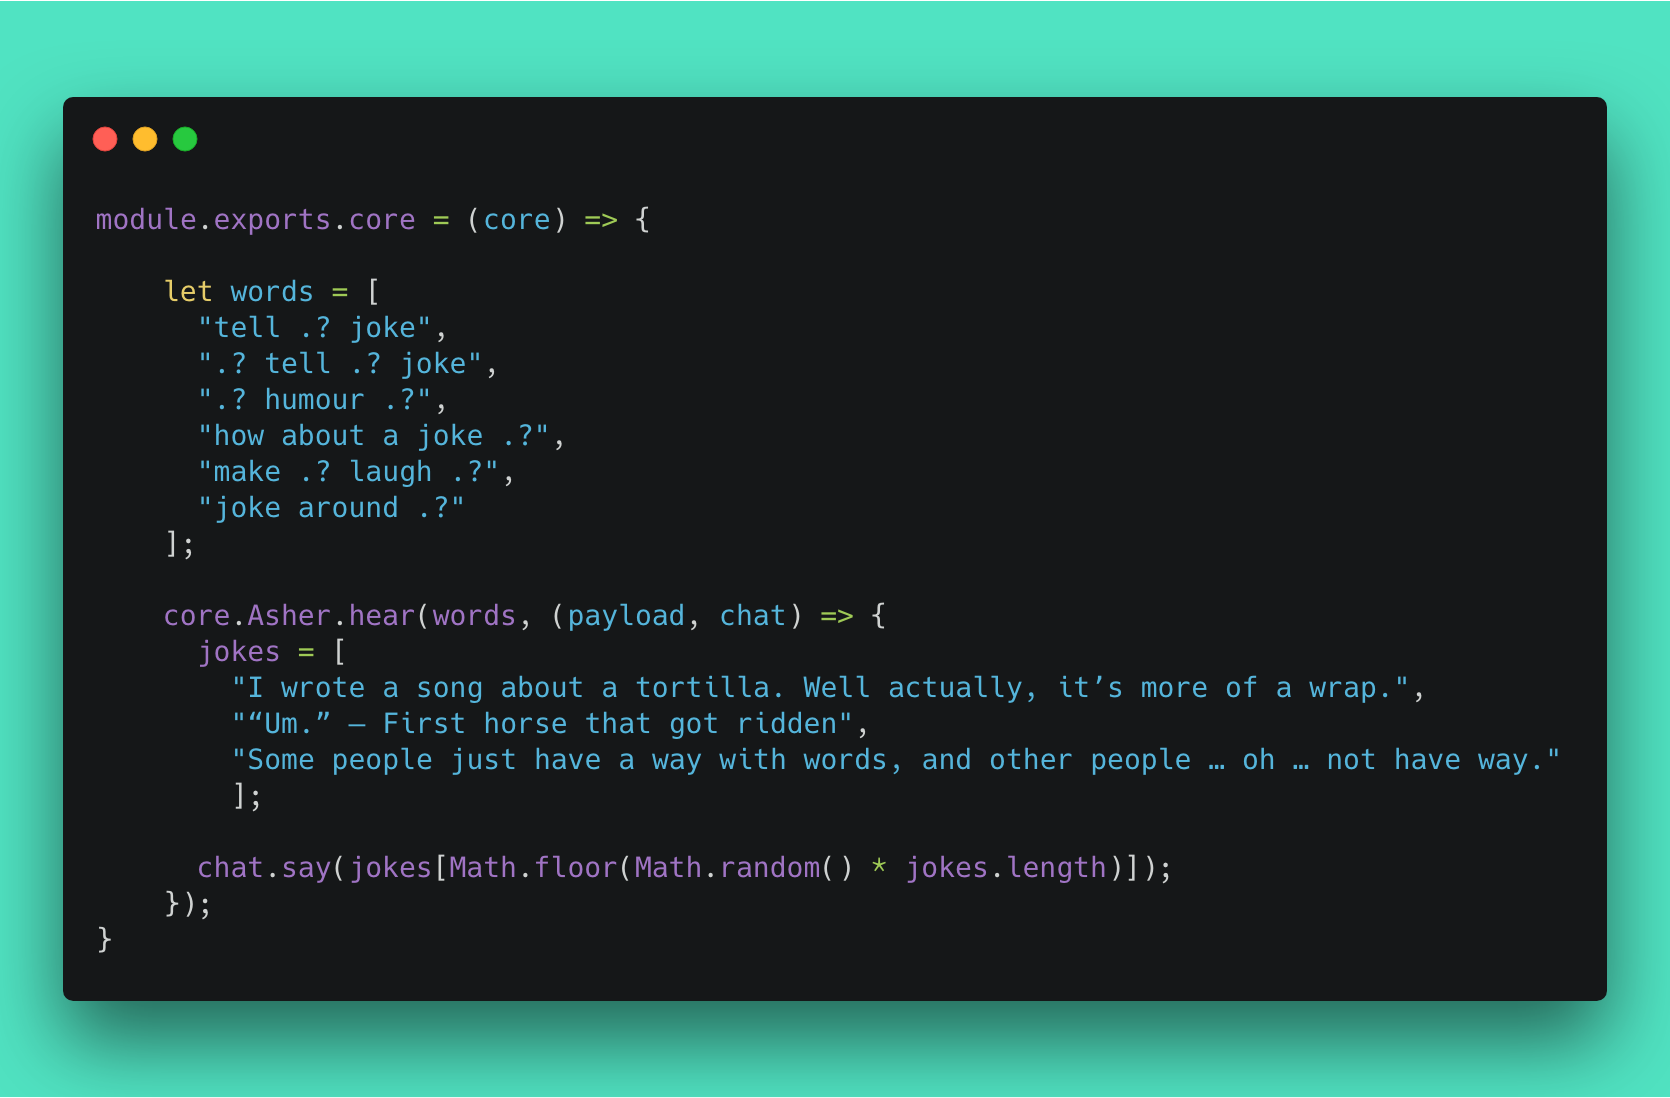 module.exports.core = (core) => {
let words = [
"tell .? joke",
".? tell .? joke",
".? humour .?",
"how about a joke .?",
"make .? laugh .?",
"joke around .?"
];
core.Asher.hear(words, (payload, chat) => {
jokes = [
"I wrote a song about a tortilla. Well actually, it’s more of a wrap.",
"“Um.” – First horse that got ridden",
"Some people just have a way with words, and other people … oh … not have way."
];
chat.say(jokes[Math.floor(Math.random() * jokes.length)]);
});
}